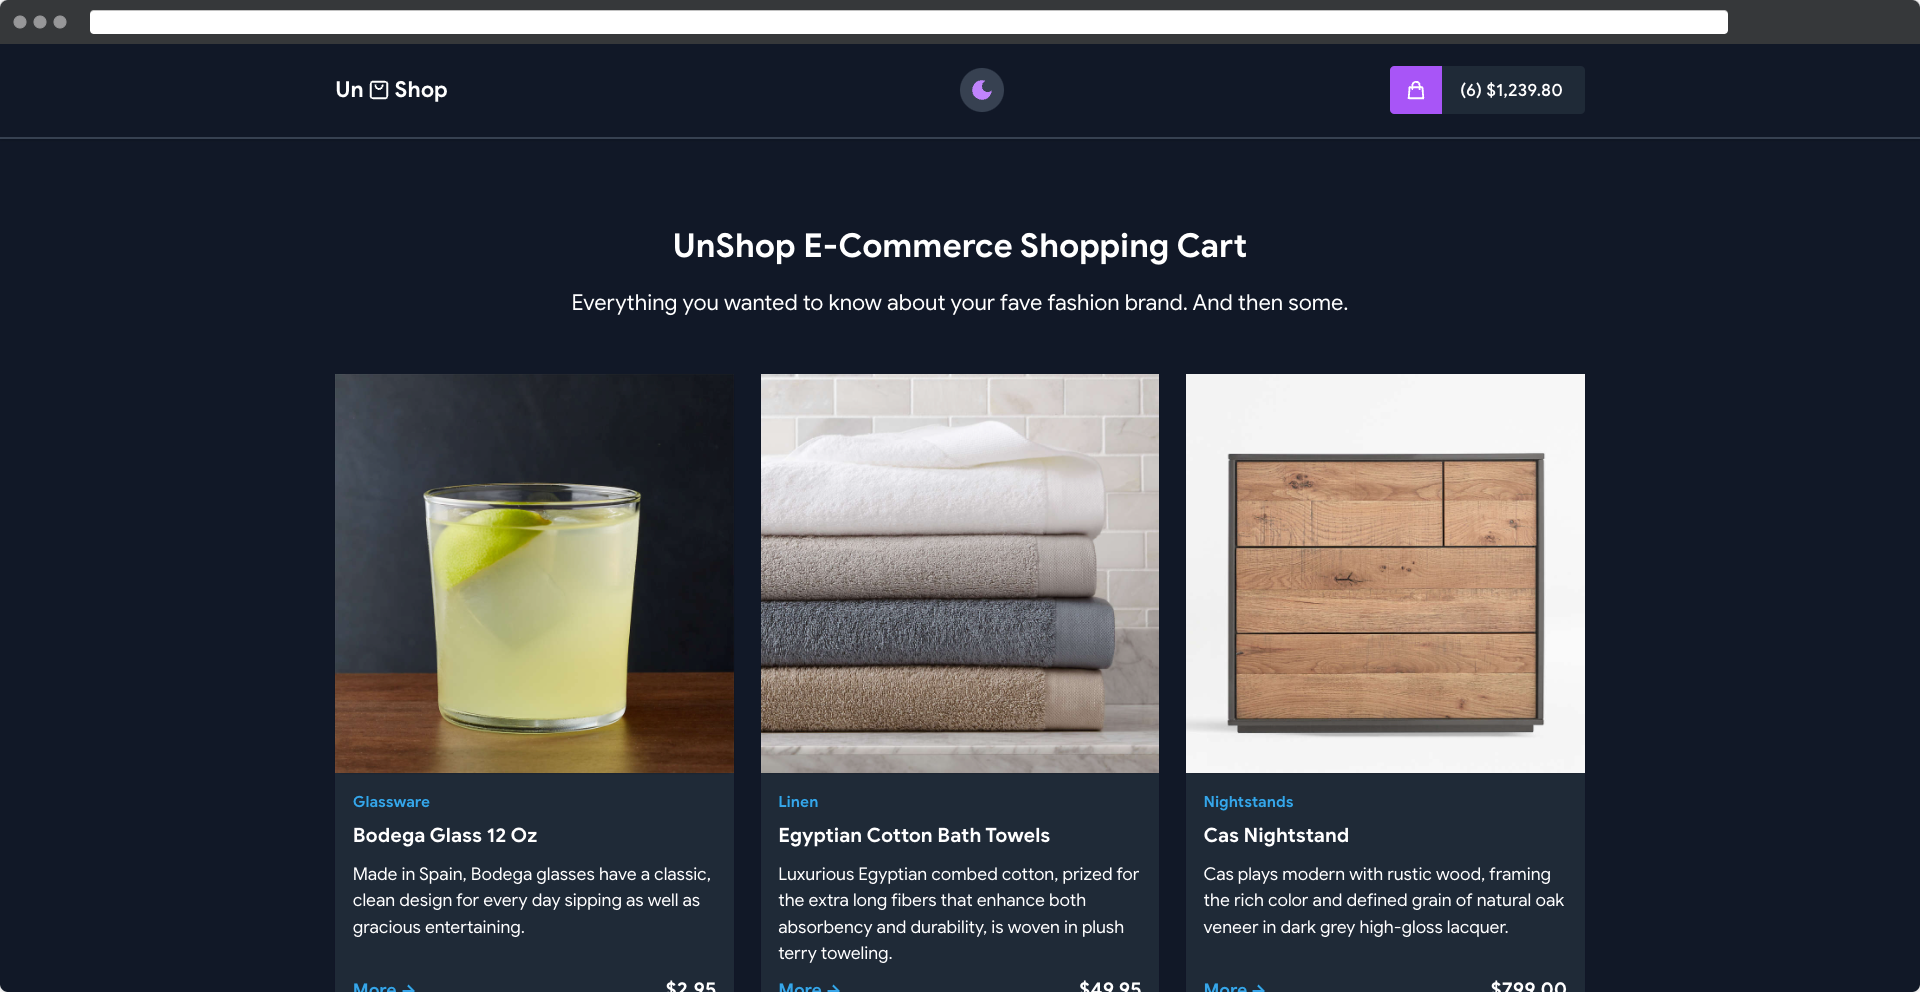 Un Shop
(6) $1,239.80
UnShop E-Commerce Shopping Cart
Everything you wanted to know about your fave fashion brand. And then some.
Glassware
Bodega Glass 12 Oz
Made in Spain, Bodega glasses have a classic,
clean design for every day sipping as well as
gracious entertaining.
More →
$2.95
Linen
Egyptian Cotton Bath Towels
Luxurious Egyptian combed cotton, prized for
the extra long fibers that enhance both
absorbency and durability, is woven in plush
terry toweling.
More →
$49.95
Nightstands
Cas Nightstand
Cas plays modern with rustic wood, framing
the rich color and defined grain of natural oak
veneer in dark grey high-gloss lacquer.
More →
$799.00